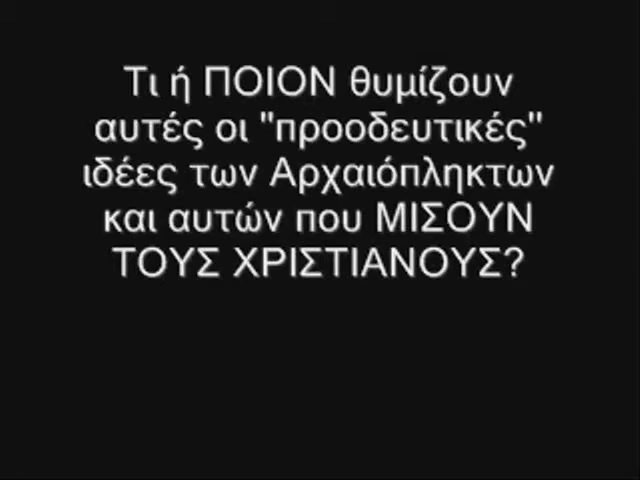 Τι ή ΠΟΙΟΝ θυμίζουν
αυτές οι "προοδευτικές"
ιδέες των Αρχαιόπληκτων
και αυτών που ΜΙΣΟΥΝ
ΤΟΥΣ ΧΡΙΣΤΙΑΝΟΥΣ?